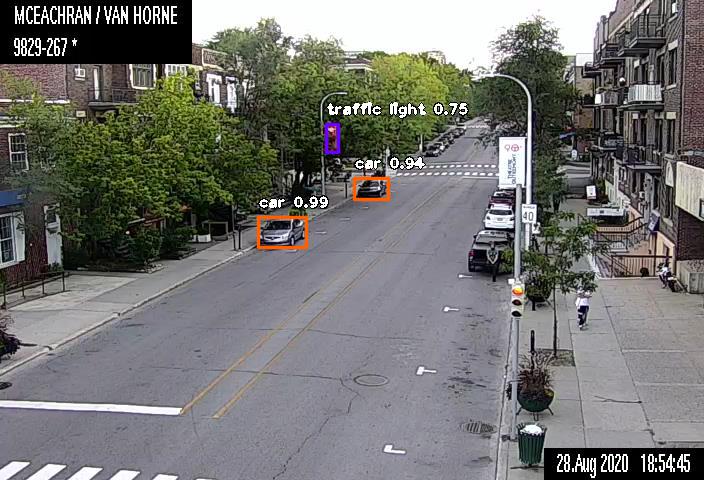 MCEACHRAN / VAN HORNE
9829-267 *
traffic light 0.75
car 0.94
car 0.99
40
28.Aug 2020 18:54:45